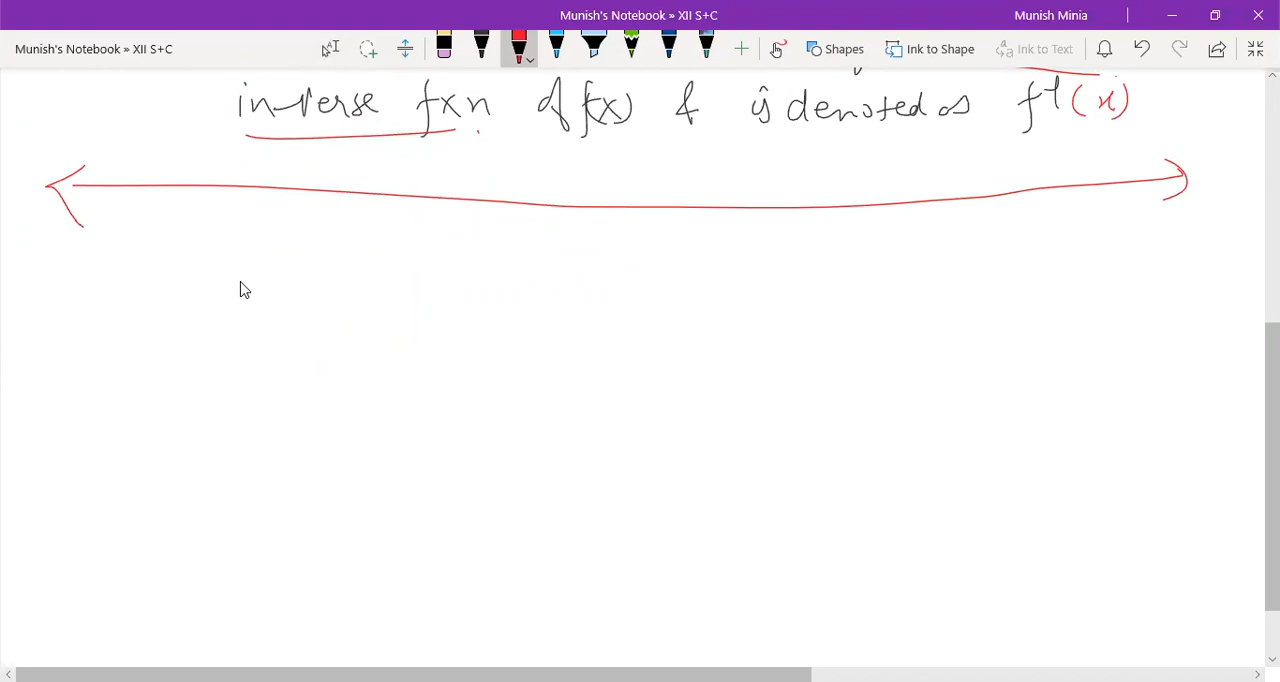 Munish's Notebook » XII S+C
Munish Minia
Munish's Notebook » XII S+C
Shapes
Ink to Shape
Ink to Text
inverse fxn of f(x) & is denoted as f⁻¹(x)